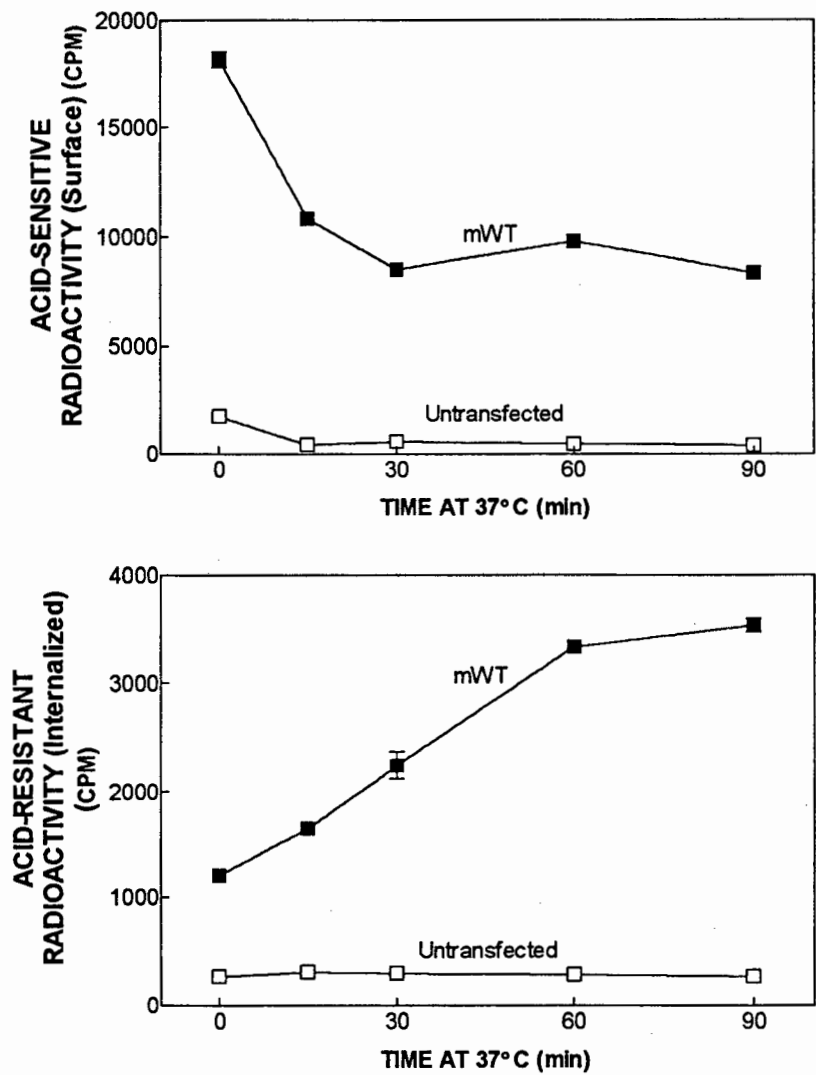 ACID-SENSITIVE
RADIOACTIVITY (Surface) (CPM)
20000
15000
10000
5000
0
mWT
Untransfected
0
30
60
90
TIME AT 37°C (min)
ACID-RESISTANT
RADIOACTIVITY (Internalized)
(CPM)
4000
3000
2000
1000
0
mWT
Untransfected
0
30
60
90
TIME AT 37°C (min)